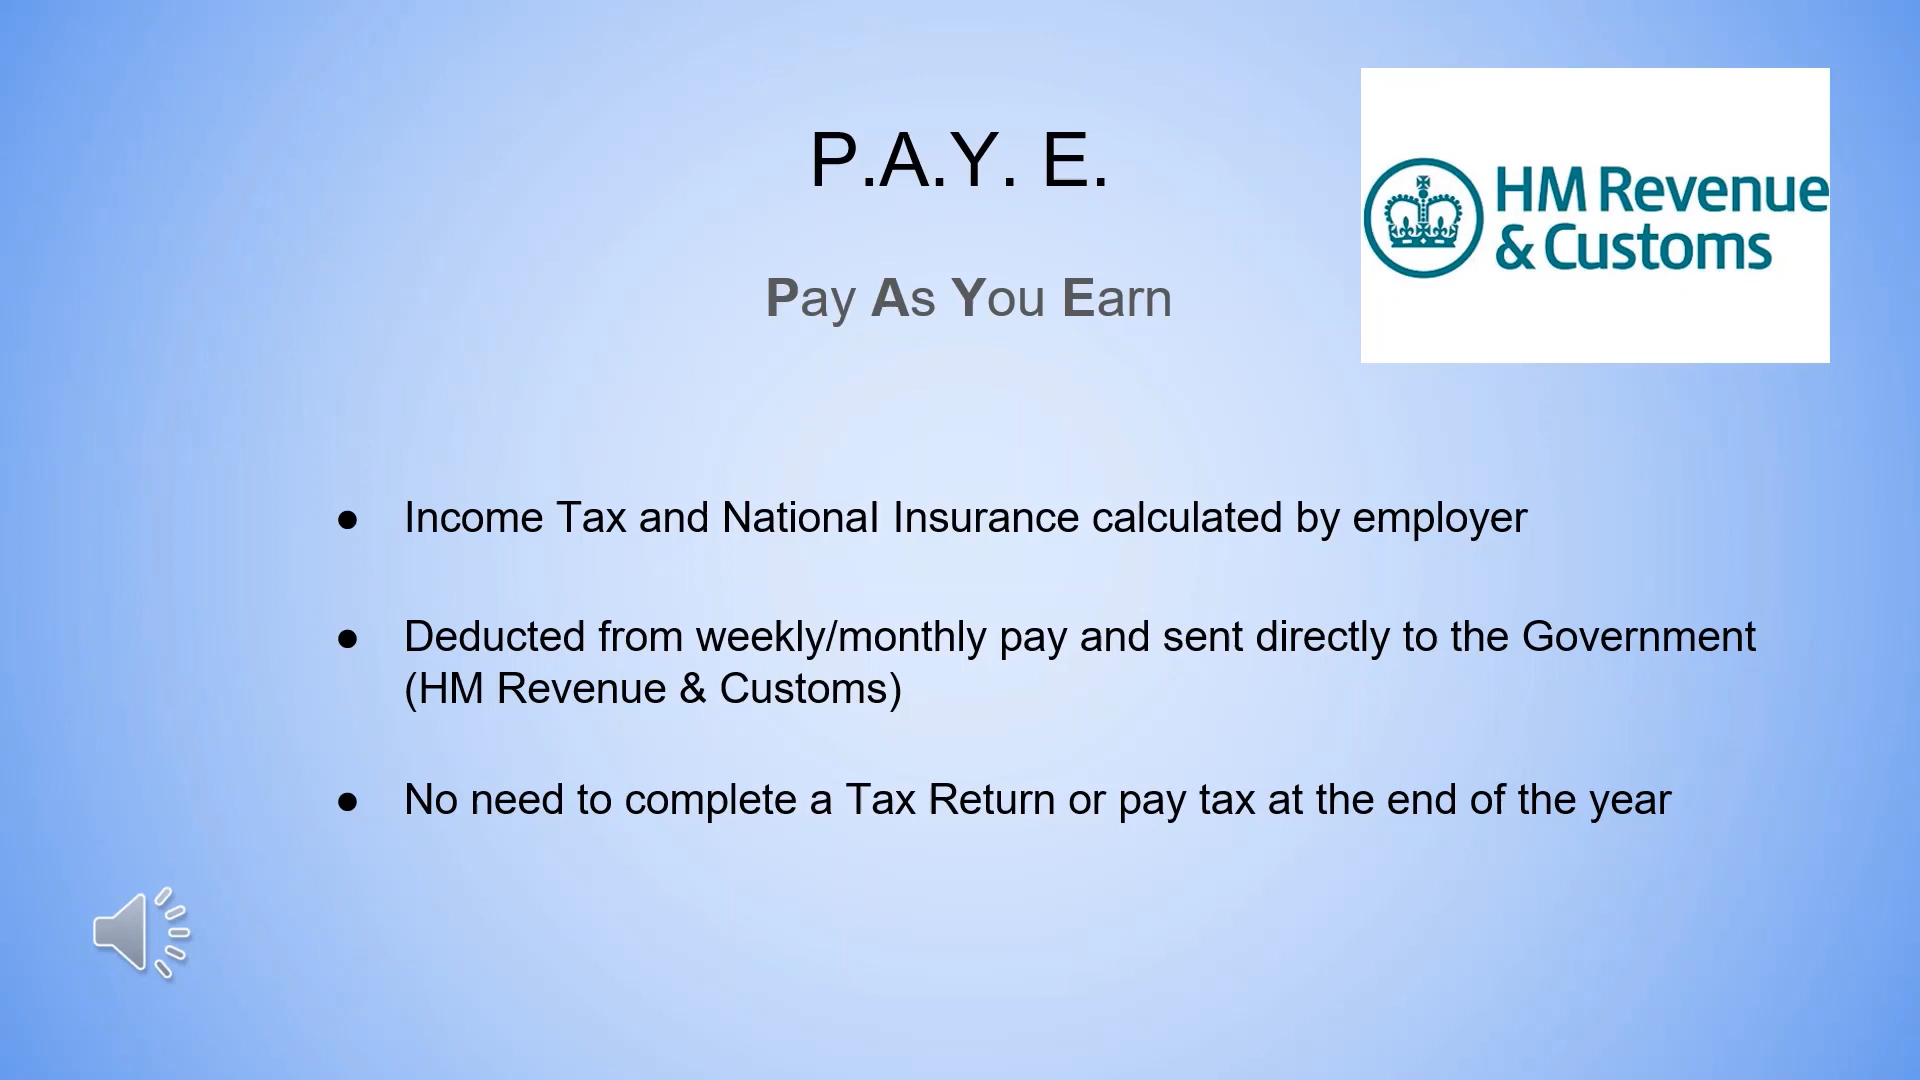 P.A.Y. E.
HM Revenue
& Customs
Pay As You Earn
● Income Tax and National Insurance calculated by employer
● Deducted from weekly/monthly pay and sent directly to the Government
(HM Revenue & Customs)
● No need to complete a Tax Return or pay tax at the end of the year